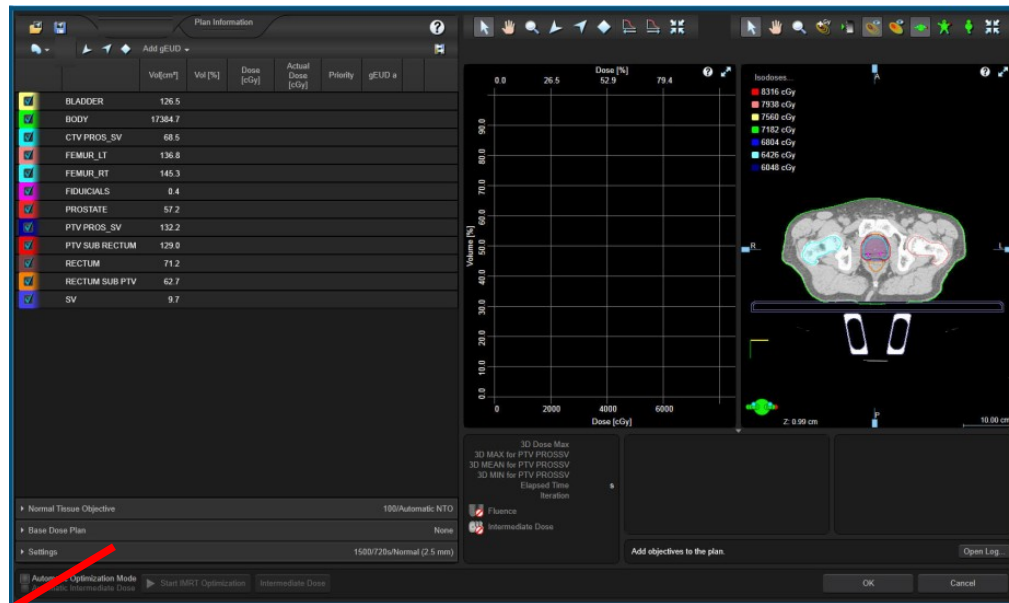 Plan Information
?
Add gEUD
Vol[cm³] Vol [%] Dose [cGy] Actual Dose [cGy] Priority gEUD a
BLADDER 126.5
BODY 17384.7
CTV PROS_SV 68.5
FEMUR_LT 136.8
FEMUR_RT 145.3
FIDUICIALS 0.4
PROSTATE 57.2
PTV PROS_SV 132.2
PTV SUB RECTUM 129.0
RECTUM 71.2
RECTUM SUB PTV 62.7
SV 9.7
Normal Tissue Objective 100/Automatic NTO
Base Dose Plan None
Settings 1500/720s/Normal (2.5 mm)
Automatic Optimization Mode
Automatic Intermediate Dose
Start IMRT Optimization
Intermediate Dose
Dose [%]
0.0 26.5 52.9 79.4
?
Volume [%]
90.0
80.0
70.0
60.0
50.0
40.0
30.0
20.0
10.0
0.0
0 2000 4000 6000
Dose [cGy]
Isodoses...
8316 cGy
7938 cGy
7560 cGy
7182 cGy
6804 cGy
6426 cGy
6048 cGy
A
?
R
L
P
Z: 0.99 cm
10.00 cm
3D Dose Max
3D MAX for PTV PROSSV
3D MEAN for PTV PROSSV
3D MIN for PTV PROSSV
Elapsed Time s
Iteration
Fluence
Intermediate Dose
Add objectives to the plan.
Open Log...
OK
Cancel